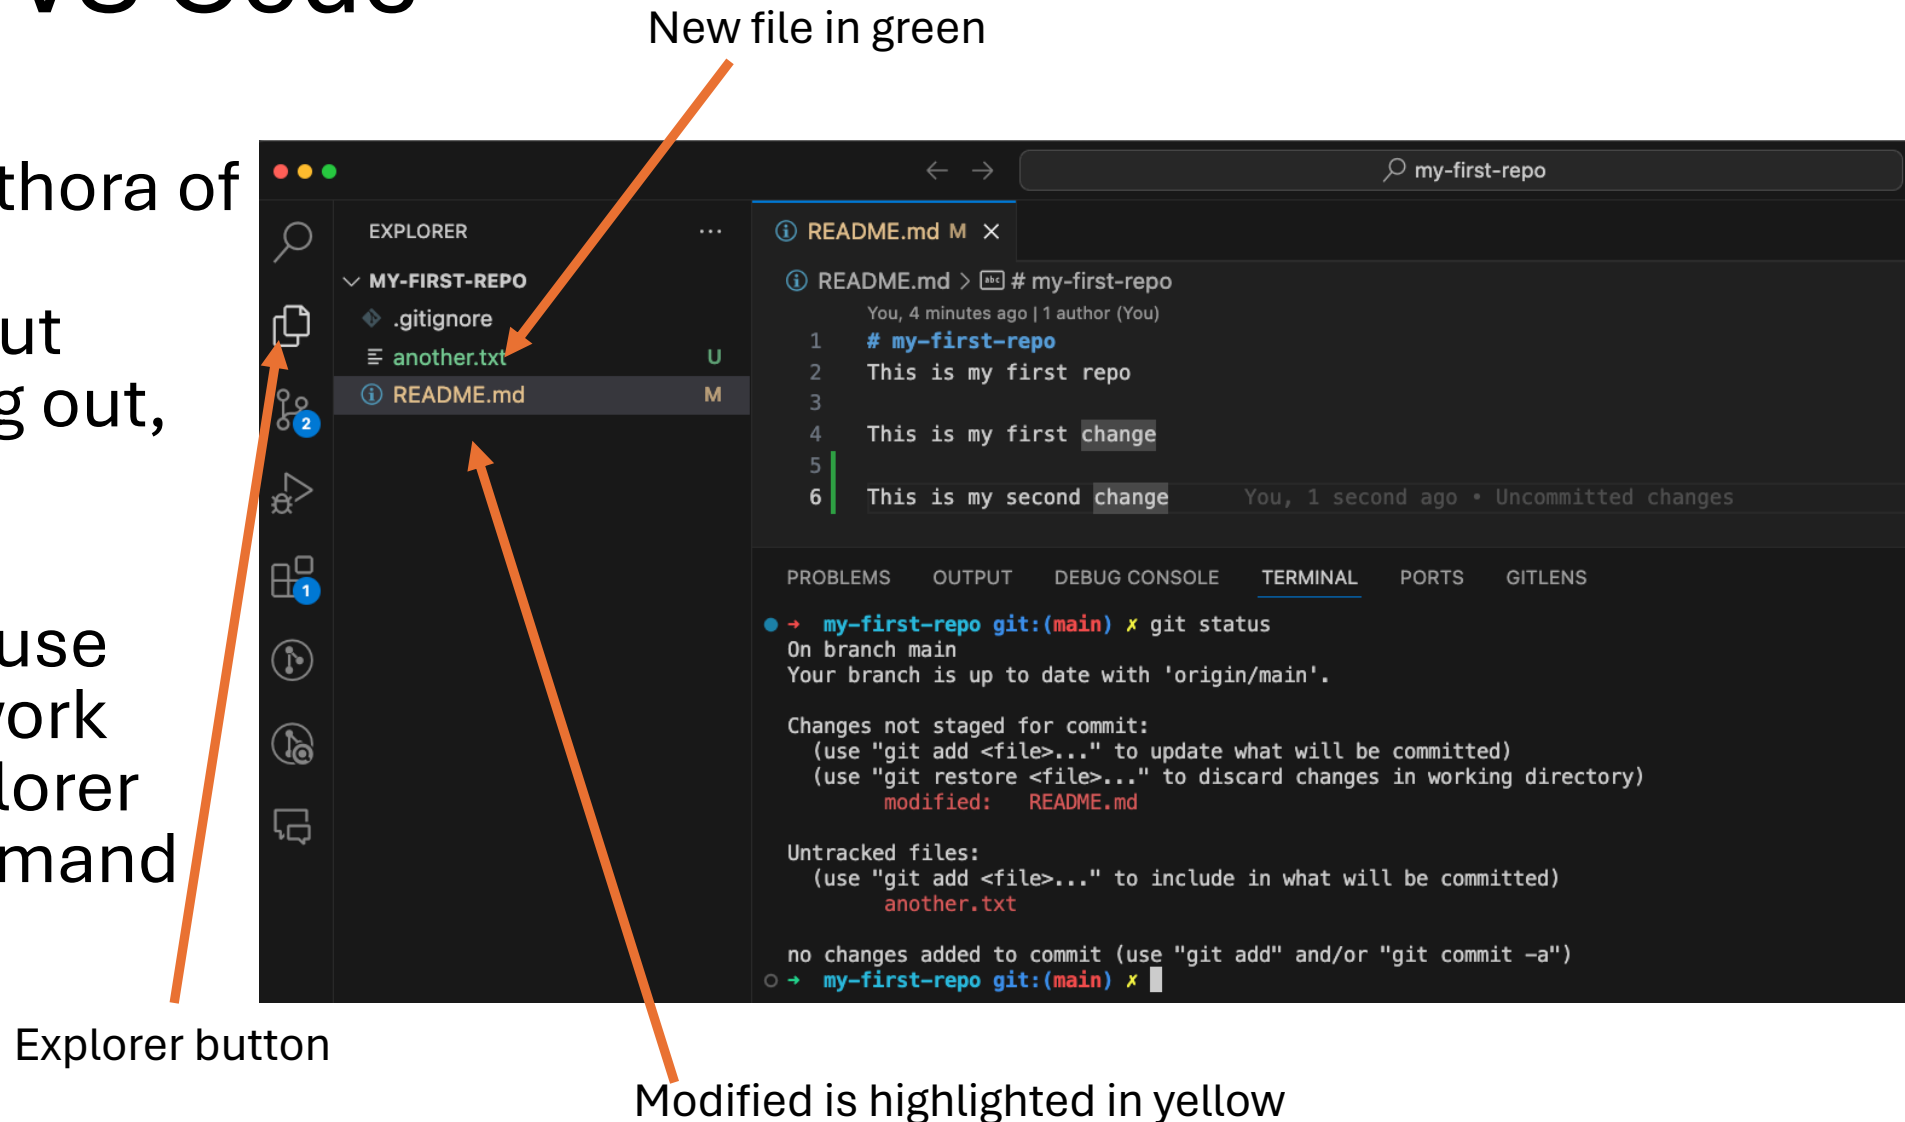 VS Code
New file in green
thora of
ut
g out,
use
work
lorer
mand
my-first-repo
EXPLORER
...
MY-FIRST-REPO
.gitignore
another.txt U
README.md M
2
1
README.md M
README.md > abc # my-first-repo
You, 4 minutes ago | 1 author (You)
1 # my-first-repo
2 This is my first repo
3
4 This is my first change
5
6 This is my second change You, 1 second ago • Uncommitted changes
PROBLEMS OUTPUT DEBUG CONSOLE TERMINAL PORTS GITLENS
→ my-first-repo git:(main) ✗ git status
On branch main
Your branch is up to date with 'origin/main'.
Changes not staged for commit:
(use "git add <file>..." to update what will be committed)
(use "git restore <file>..." to discard changes in working directory)
modified: README.md
Untracked files:
(use "git add <file>..." to include in what will be committed)
another.txt
no changes added to commit (use "git add" and/or "git commit -a")
→ my-first-repo git:(main) ✗
Explorer button
Modified is highlighted in yellow